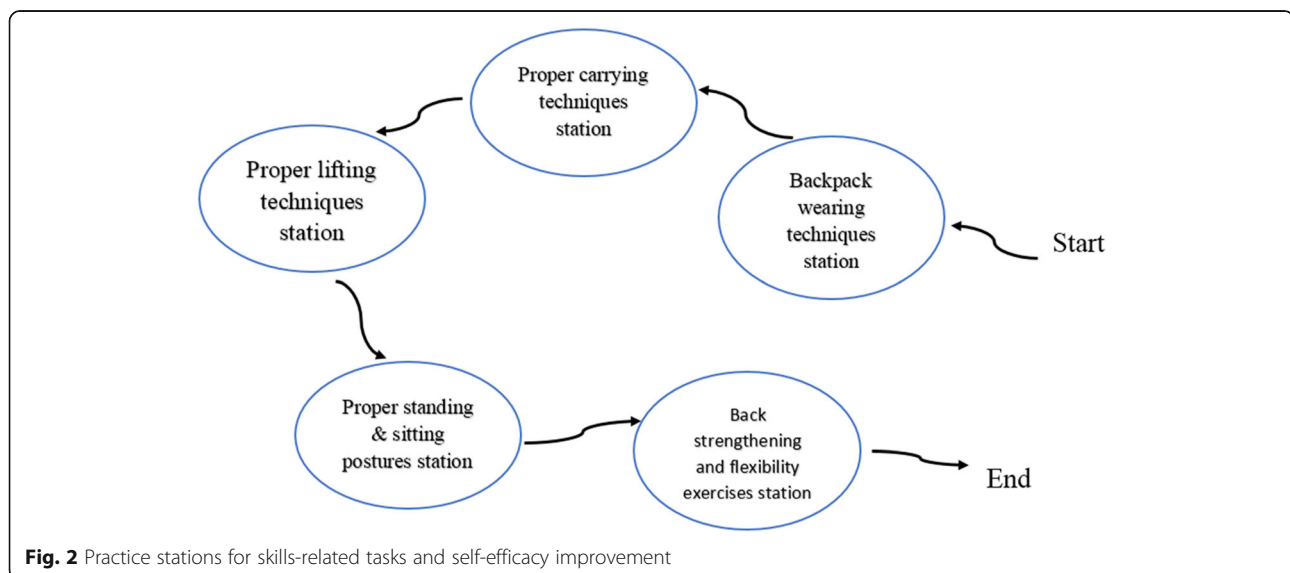 Proper carrying
techniques
station
Proper lifting
techniques
station
Backpack
wearing
techniques
station
Start
Proper standing
& sitting
postures station
Back
strengthening
and flexibility
exercises station
End
Fig. 2 Practice stations for skills-related tasks and self-efficacy improvement